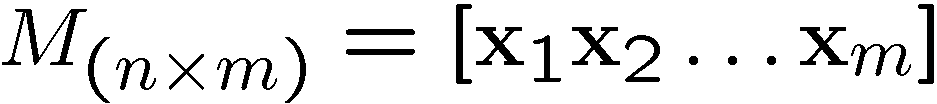 M_{(n×m)} = [x_1 x_2 … x_m]